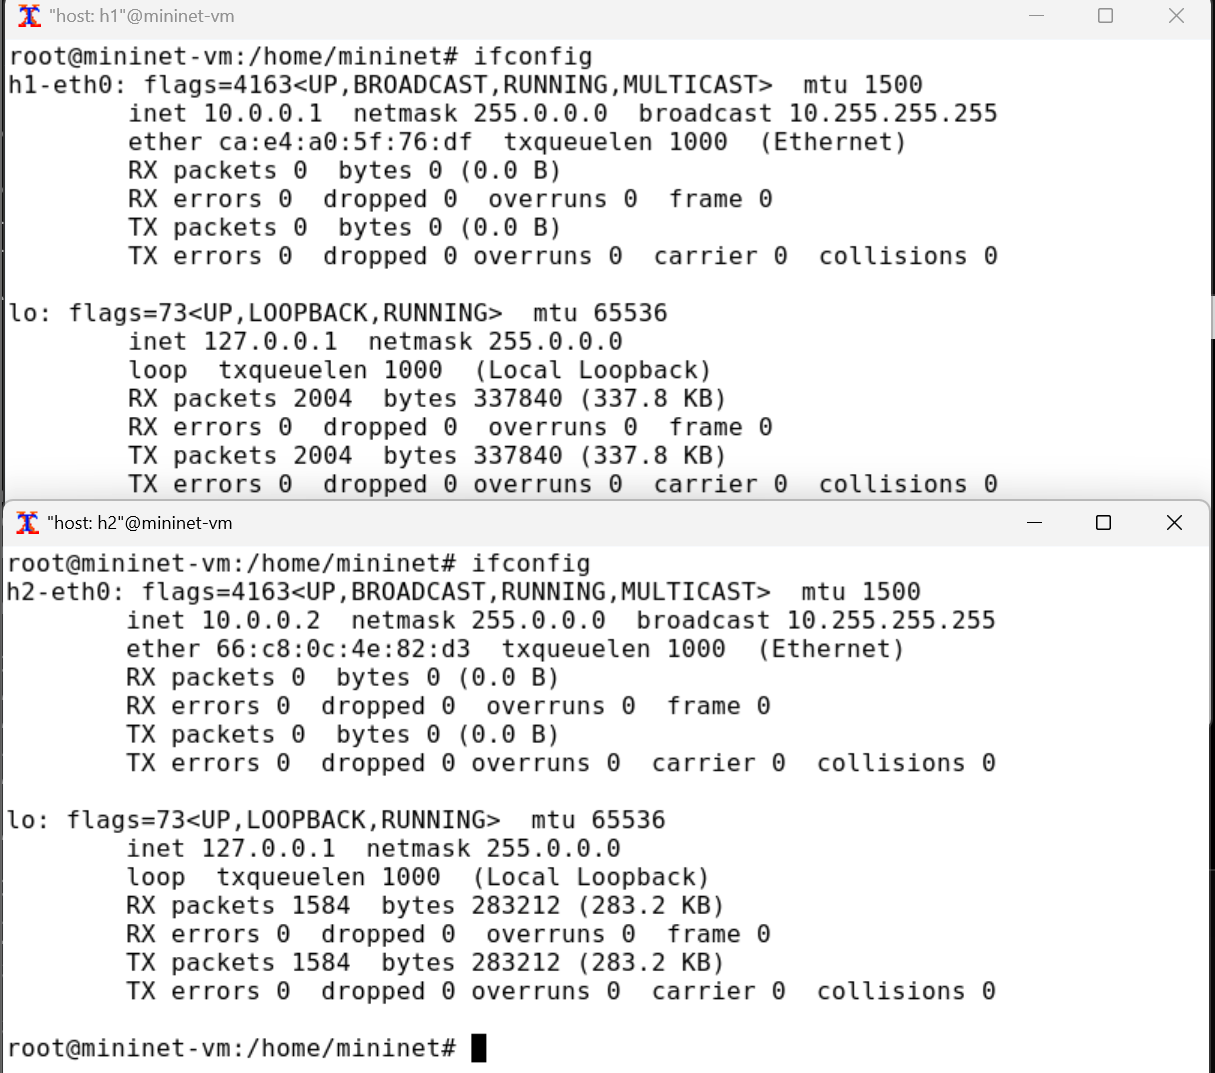 "host: h1"@mininet-vm
root@mininet-vm:/home/mininet# ifconfig
h1-eth0: flags=4163<UP,BROADCAST,RUNNING,MULTICAST>  mtu 1500
        inet 10.0.0.1  netmask 255.0.0.0  broadcast 10.255.255.255
        ether ca:e4:a0:5f:76:df  txqueuelen 1000  (Ethernet)
        RX packets 0  bytes 0 (0.0 B)
        RX errors 0  dropped 0  overruns 0  frame 0
        TX packets 0  bytes 0 (0.0 B)
        TX errors 0  dropped 0 overruns 0  carrier 0  collisions 0

lo: flags=73<UP,LOOPBACK,RUNNING>  mtu 65536
        inet 127.0.0.1  netmask 255.0.0.0
        loop  txqueuelen 1000  (Local Loopback)
        RX packets 2004  bytes 337840 (337.8 KB)
        RX errors 0  dropped 0  overruns 0  frame 0
        TX packets 2004  bytes 337840 (337.8 KB)
        TX errors 0  dropped 0 overruns 0  carrier 0  collisions 0
"host: h2"@mininet-vm
root@mininet-vm:/home/mininet# ifconfig
h2-eth0: flags=4163<UP,BROADCAST,RUNNING,MULTICAST>  mtu 1500
        inet 10.0.0.2  netmask 255.0.0.0  broadcast 10.255.255.255
        ether 66:c8:0c:4e:82:d3  txqueuelen 1000  (Ethernet)
        RX packets 0  bytes 0 (0.0 B)
        RX errors 0  dropped 0  overruns 0  frame 0
        TX packets 0  bytes 0 (0.0 B)
        TX errors 0  dropped 0 overruns 0  carrier 0  collisions 0

lo: flags=73<UP,LOOPBACK,RUNNING>  mtu 65536
        inet 127.0.0.1  netmask 255.0.0.0
        loop  txqueuelen 1000  (Local Loopback)
        RX packets 1584  bytes 283212 (283.2 KB)
        RX errors 0  dropped 0  overruns 0  frame 0
        TX packets 1584  bytes 283212 (283.2 KB)
        TX errors 0  dropped 0 overruns 0  carrier 0  collisions 0

root@mininet-vm:/home/mininet#